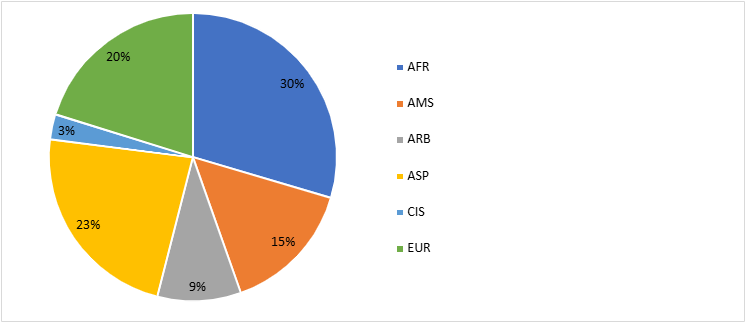 30%
15%
9%
23%
3%
20%
AFR
AMS
ARB
ASP
CIS
EUR